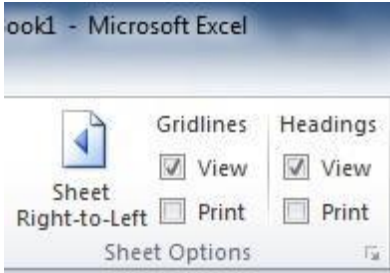 ook1 - Microsoft Excel
Gridlines Headings
View View
Sheet
Right-to-Left Print Print
Sheet Options